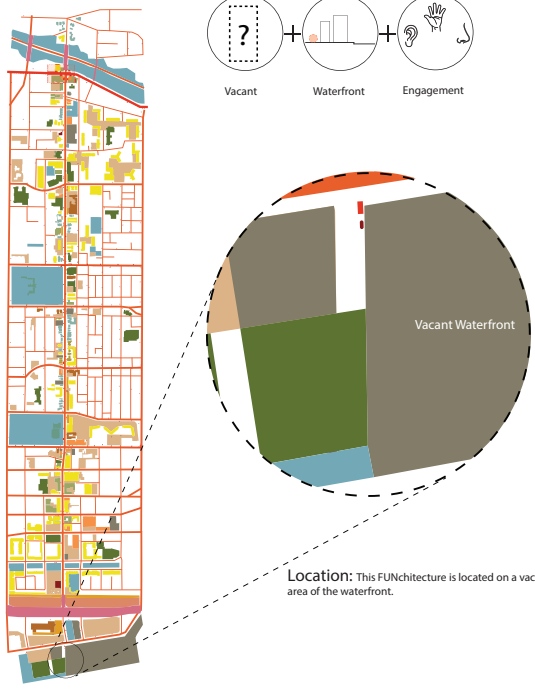 ?
Vacant Waterfront Engagement
Vacant Waterfront
Location: This FUNchitecture is located on a vac
area of the waterfront.